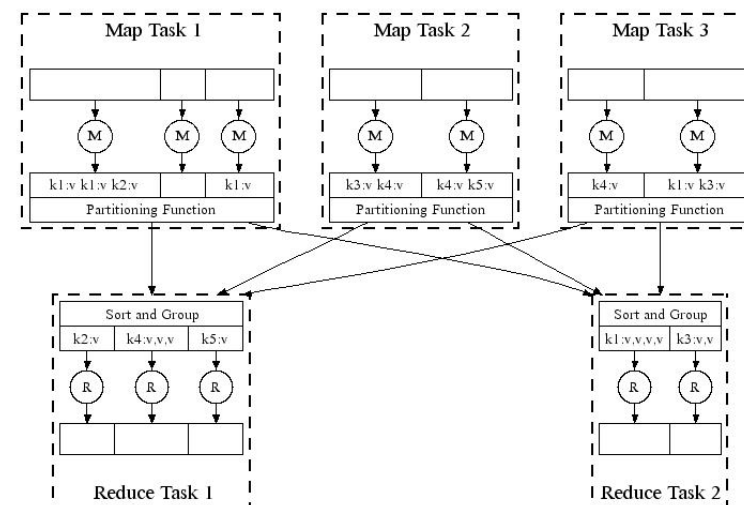 Map Task 1
Map Task 2
Map Task 3
M M M
M M
M M
k1:v k1:v k2:v
k1:v
k3:v k4:v
k4:v k5:v
k4:v
k1:v k3:v
Partitioning Function
Partitioning Function
Partitioning Function
Sort and Group
k2:v
k4:v,v,v
k5:v
R R R
Reduce Task 1
Sort and Group
k1:v,v,v,v
k3:v,v
R R
Reduce Task 2